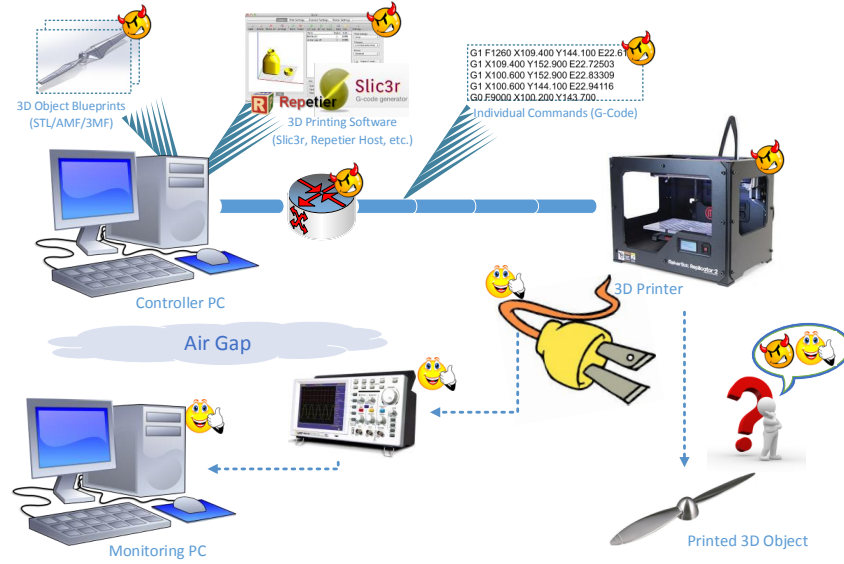 G1 F1260 X109.400 Y144.100 E22.61
G1 X109.400 Y152.900 E22.72503
G1 X100.600 Y152.900 E22.83309
G1 X100.600 Y144.100 E22.94116
G0 F9000 X100.200 Y143.700
Individual Commands (G-Code)
Slic3r
G-code generator
R Repetier
3D Object Blueprints
(STL/AMF/3MF)
3D Printing Software
(Slic3r, Repetier Host, etc.)
MakerBot Replicator 2
3D Printer
Controller PC
Air Gap
Printed 3D Object
Monitoring PC